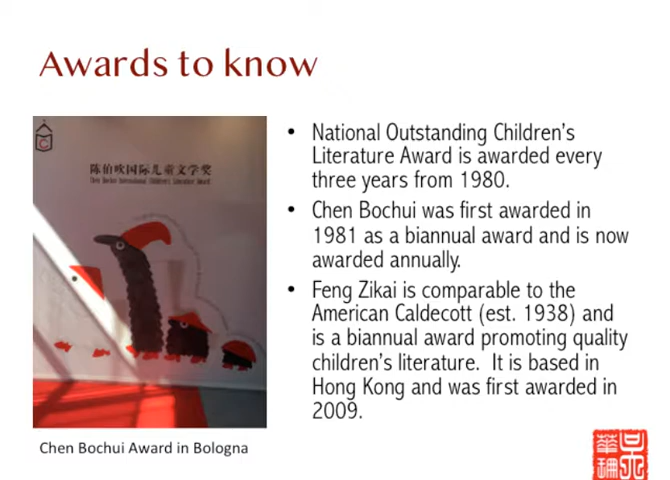 Awards to know
陈伯吹国际儿童文学奖
Chen Bochui International Children's Literature Award
• National Outstanding Children's
Literature Award is awarded every
three years from 1980.
• Chen Bochui was first awarded in
1981 as a biannual award and is now
awarded annually.
• Feng Zikai is comparable to the
American Caldecott (est. 1938) and
is a biannual award promoting quality
children's literature. It is based in
Hong Kong and was first awarded in
2009.
Chen Bochui Award in Bologna